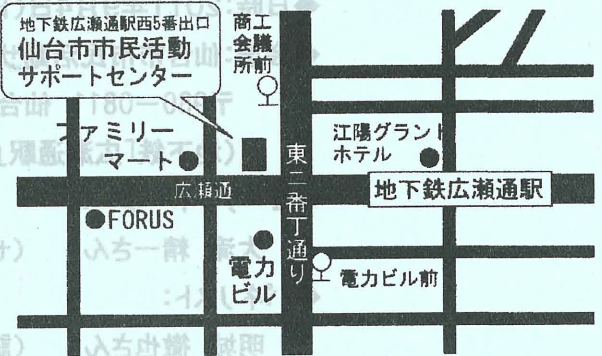 地下鉄広瀬通駅西5番出口
仙台市市民活動
サポートセンター
商工
会議
所前
ファミリー
マート
江陽グランド
ホテル
東二番丁通り
広瀬通
地下鉄広瀬通駅
FORUS
電力
ビル
電力ビル前